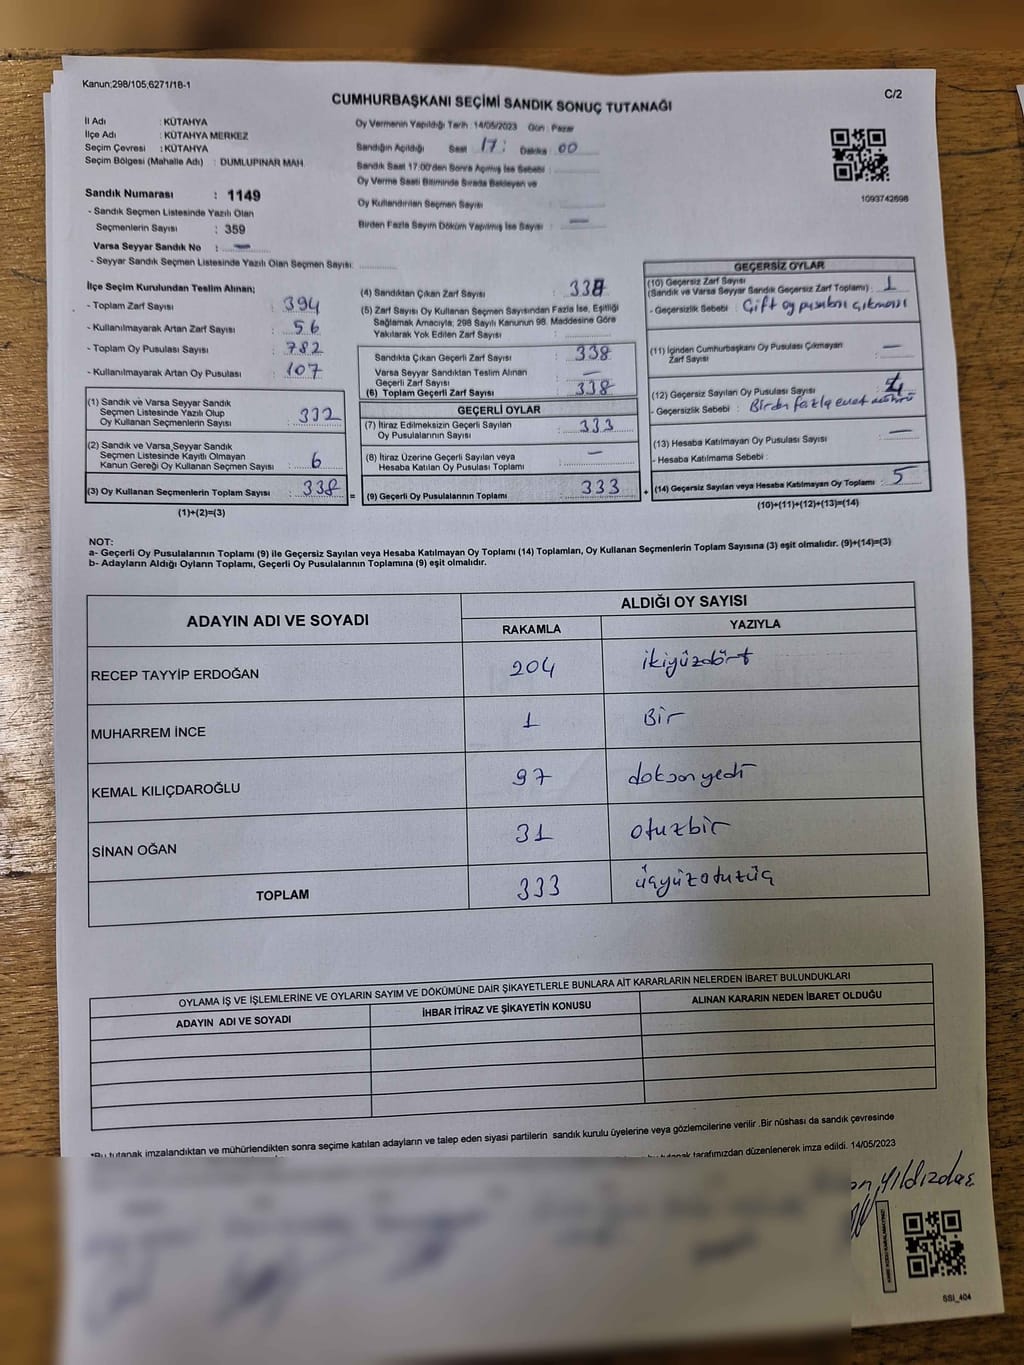 Kanun;298/105;6271/18-1
C/2
CUMHURBAŞKANI SEÇİMİ SANDIK SONUÇ TUTANAĞI
İl Adı : KÜTAHYA
İlçe Adı : KÜTAHYA MERKEZ
Seçim Çevresi : KÜTAHYA
Seçim Bölgesi (Mahalle Adı) : DUMLUPINAR MAH.
Sandık Numarası : 1149
- Sandık Seçmen Listesinde Yazılı Olan
Seçmenlerin Sayısı : 359
Varsa Seyyar Sandık No : —
- Seyyar Sandık Seçmen Listesinde Yazılı Olan Seçmen Sayısı:
Oy Vermenin Yapıldığı Tarih : 14/05/2023 Gün : Pazar
Sandığın Açıldığı Saat 17: Dakika 00
Sandık Saat 17:00'den Sonra Açılmış İse Sebebi :
Oy Verme Saati Bitiminde Sırada Bekleyen ve
Oy Kullandırılan Seçmen Sayısı :
Birden Fazla Sayım Döküm Yapılmış İse Sayısı : —
1093742698
İlçe Seçim Kurulundan Teslim Alınan;
- Toplam Zarf Sayısı : 394
- Kullanılmayarak Artan Zarf Sayısı : 56
- Toplam Oy Pusulası Sayısı : 782
- Kullanılmayarak Artan Oy Pusulası : 107
(1) Sandık ve Varsa Seyyar Sandık
Seçmen Listesinde Yazılı Olup
Oy Kullanan Seçmenlerin Sayısı : 332
(2) Sandık ve Varsa Seyyar Sandık
Seçmen Listesinde Kayıtlı Olmayan
Kanun Gereği Oy Kullanan Seçmen Sayısı : 6
(3) Oy Kullanan Seçmenlerin Toplam Sayısı : 338 =
(1)+(2)=(3)
(4) Sandıktan Çıkan Zarf Sayısı : 338
(5) Zarf Sayısı Oy Kullanan Seçmen Sayısından Fazla İse, Eşitliği
Sağlamak Amacıyla; 298 Sayılı Kanunun 98. Maddesine Göre
Yakılarak Yok Edilen Zarf Sayısı :
Sandıkta Çıkan Geçerli Zarf Sayısı : 338
Varsa Seyyar Sandıktan Teslim Alınan
Geçerli Zarf Sayısı : —
(6) Toplam Geçerli Zarf Sayısı : 338
GEÇERLİ OYLAR
(7) İtiraz Edilmeksizin Geçerli Sayılan
Oy Pusulalarının Sayısı : 333
(8) İtiraz Üzerine Geçerli Sayılan veya
Hesaba Katılan Oy Pusulası Toplamı : —
(9) Geçerli Oy Pusulalarının Toplamı : 333 +
GEÇERSİZ OYLAR
(10) Geçersiz Zarf Sayısı
(Sandık ve Varsa Seyyar Sandık Geçersiz Zarf Toplamı) : 1
- Geçersizlik Sebebi : Çift oy pusulası çıkması
(11) İçinden Cumhurbaşkanı Oy Pusulası Çıkmayan
Zarf Sayısı : —
(12) Geçersiz Sayılan Oy Pusulası Sayısı : 4
- Geçersizlik Sebebi : Birden fazla evet mührü
(13) Hesaba Katılmayan Oy Pusulası Sayısı : —
- Hesaba Katılmama Sebebi :
(14) Geçersiz Sayılan veya Hesaba Katılmayan Oy Toplamı : 5
(10)+(11)+(12)+(13)=(14)
NOT:
a- Geçerli Oy Pusulalarının Toplamı (9) ile Geçersiz Sayılan veya Hesaba Katılmayan Oy Toplamı (14) Toplamları, Oy Kullanan Seçmenlerin Toplam Sayısına (3) eşit olmalıdır. (9)+(14)=(3)
b- Adayların Aldığı Oyların Toplamı, Geçerli Oy Pusulalarının Toplamına (9) eşit olmalıdır.
ADAYIN ADI VE SOYADI
ALDIĞI OY SAYISI
RAKAMLA YAZIYLA
RECEP TAYYİP ERDOĞAN 204 ikiyüzdört
MUHARREM İNCE 1 Bir
KEMAL KILIÇDAROĞLU 97 doksanyedi
SİNAN OĞAN 31 otuzbir
TOPLAM 333 üçyüzotuzüç
OYLAMA İŞ VE İŞLEMLERİNE VE OYLARIN SAYIM VE DÖKÜMÜNE DAİR ŞİKAYETLERLE BUNLARA AİT KARARLARIN NELERDEN İBARET BULUNDUKLARI
ADAYIN ADI VE SOYADI İHBAR İTİRAZ VE ŞİKAYETİN KONUSU ALINAN KARARIN NEDEN İBARET OLDUĞU
*Bu tutanak imzalandıktan ve mühürlendikten sonra seçime katılan adayların ve talep eden siyasi partilerin sandık kurulu üyelerine veya gözlemcilerine verilir .Bir nüshası da sandık çevresinde
tutanak tarafımızdan düzenlenerek imza edildi. 14/05/2023
Yıldızdaş
SSI_404